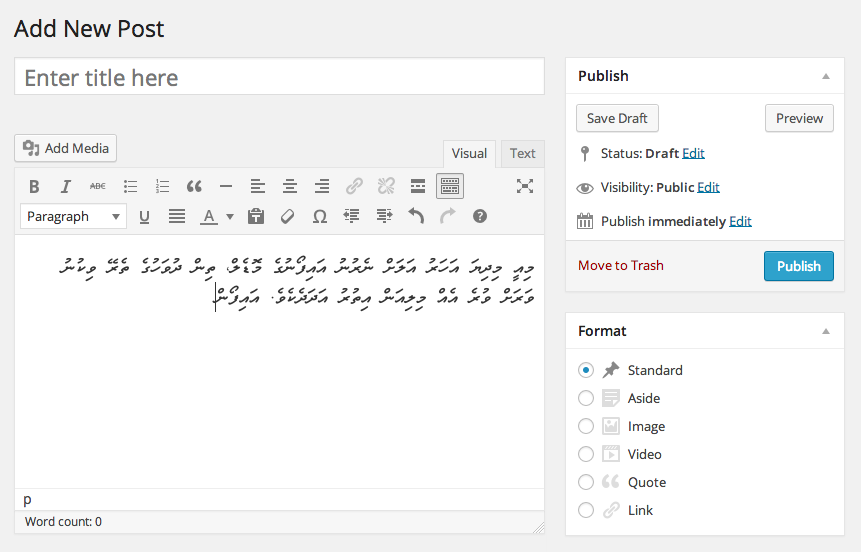 Add New Post
Enter title here
Publish
Save Draft
Preview
Status: Draft Edit
Visibility: Public Edit
Publish immediately Edit
Move to Trash
Publish
Add Media
Visual
Text
B I ABC
Paragraph
U A Ω
މިއީ މިދިޔަ އަހަރު އަލަށް ނެރުނު އައިފޯނުގެ މޮޑެލް، ތިން ދުވަހުގެ ތެރޭ ވިކުނު
ވަރަށް ވުރެ އެއް މިލިއަން އިތުރު އަދަދެކެވެ. އައިފޯން
p
Word count: 0
Format
Standard
Aside
Image
Video
Quote
Link